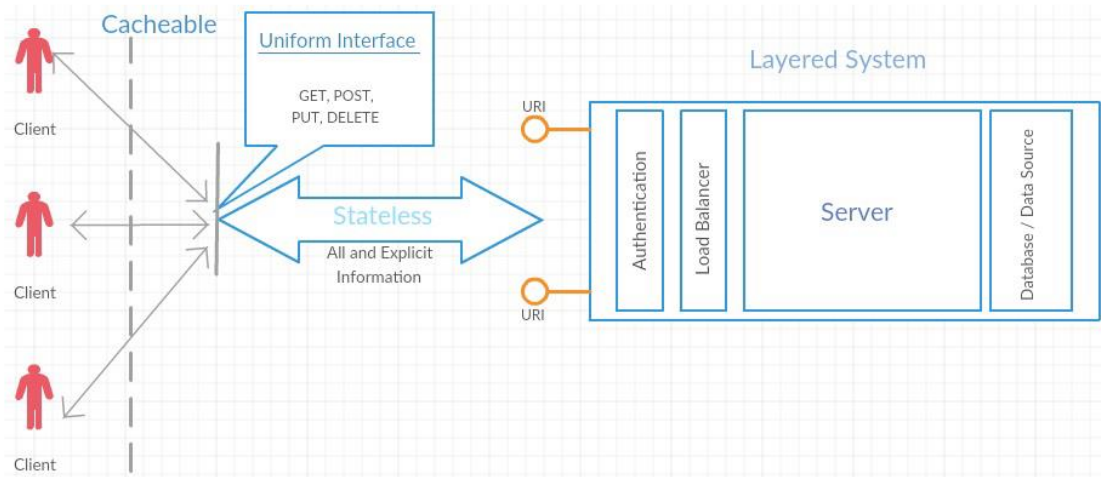 Cacheable
Client
Client
Client
Uniform Interface
GET, POST,
PUT, DELETE
Stateless
All and Explicit
Information
URI
URI
Layered System
Authentication
Load Balancer
Server
Database / Data Source